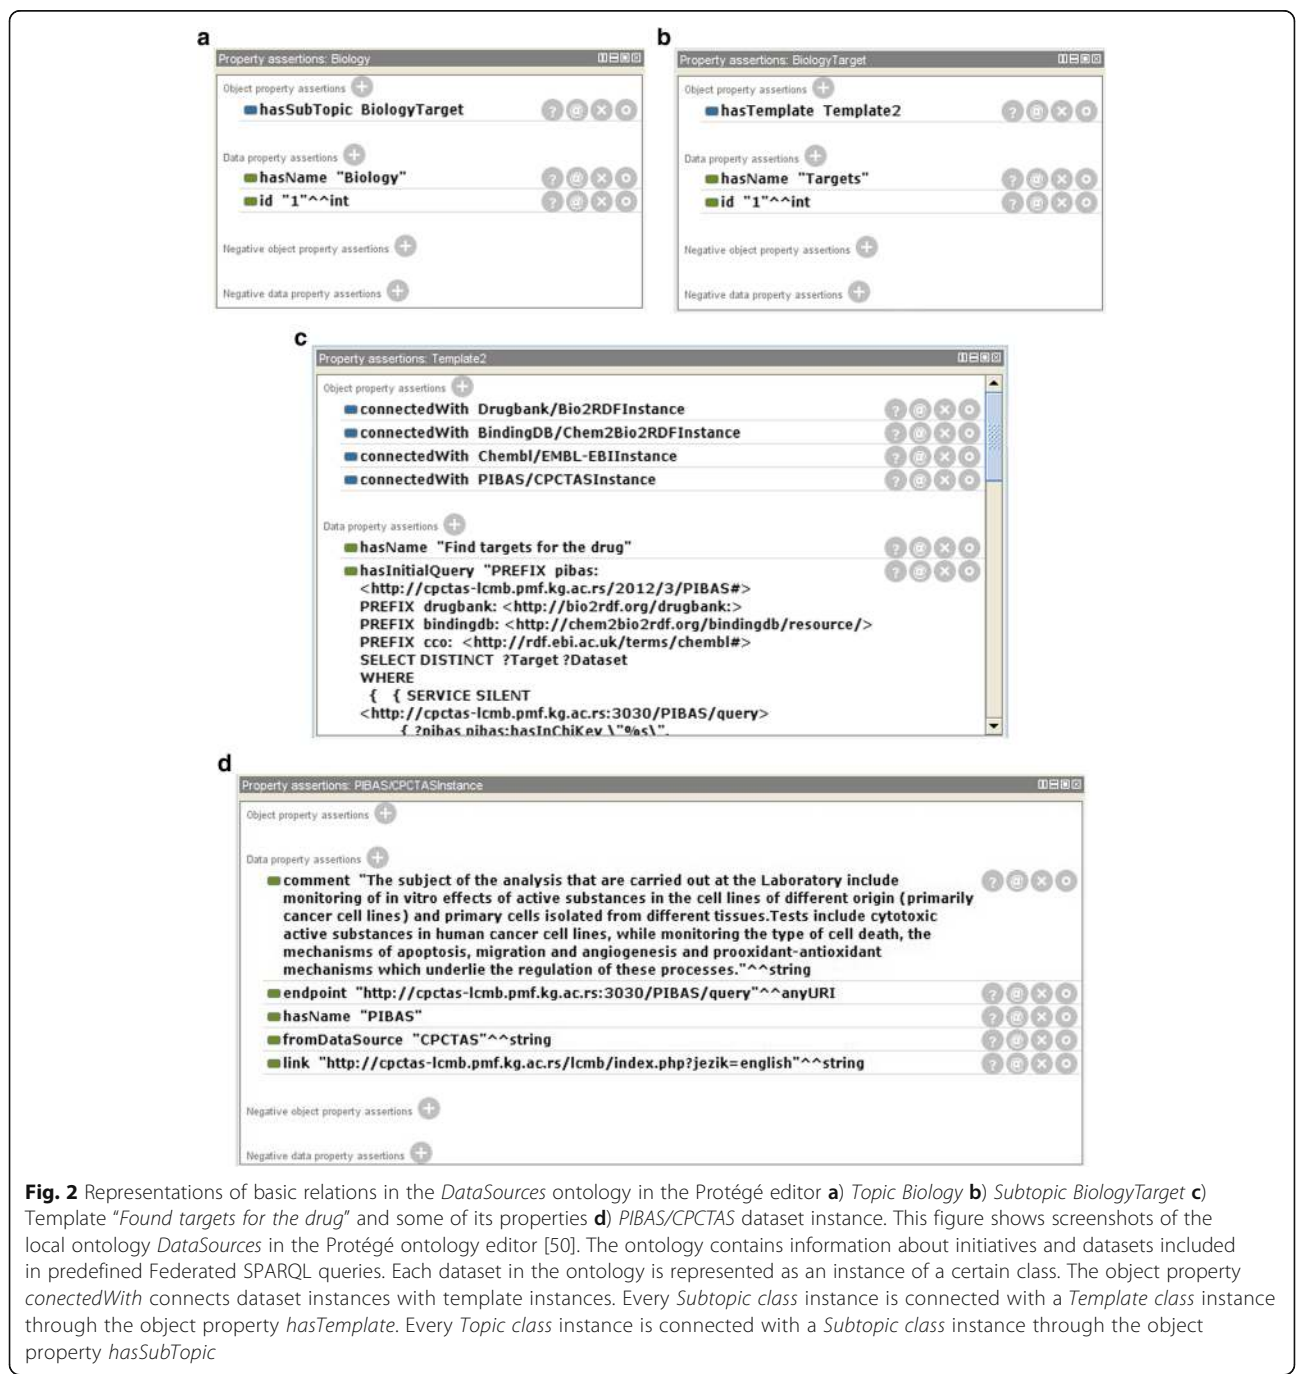 a
Property assertions: Biology
Object property assertions
hasSubTopic BiologyTarget
Data property assertions
hasName "Biology"
id "1"^^int
Negative object property assertions
Negative data property assertions
b
Property assertions: BiologyTarget
Object property assertions
hasTemplate Template2
Data property assertions
hasName "Targets"
id "1"^^int
Negative object property assertions
Negative data property assertions
c
Property assertions: Template2
Object property assertions
connectedWith Drugbank/Bio2RDFInstance
connectedWith BindingDB/Chem2Bio2RDFInstance
connectedWith Chembl/EMBL-EBIInstance
connectedWith PIBAS/CPCTASInstance
Data property assertions
hasName "Find targets for the drug"
hasInitialQuery "PREFIX pibas:
<http://cpctas-lcmb.pmf.kg.ac.rs/2012/3/PIBAS#>
PREFIX drugbank: <http://bio2rdf.org/drugbank:>
PREFIX bindingdb: <http://chem2bio2rdf.org/bindingdb/resource/>
PREFIX cco: <http://rdf.ebi.ac.uk/terms/chembl#>
SELECT DISTINCT ?Target ?Dataset
WHERE
{ { SERVICE SILENT
<http://cpctas-lcmb.pmf.kg.ac.rs:3030/PIBAS/query>
{ ?pibas pibas:hasInChiKey \"%s\".
d
Property assertions: PIBAS/CPCTASInstance
Object property assertions
Data property assertions
comment "The subject of the analysis that are carried out at the Laboratory include
monitoring of in vitro effects of active substances in the cell lines of different origin (primarily
cancer cell lines) and primary cells isolated from different tissues.Tests include cytotoxic
active substances in human cancer cell lines, while monitoring the type of cell death, the
mechanisms of apoptosis, migration and angiogenesis and prooxidant-antioxidant
mechanisms which underlie the regulation of these processes."^^string
endpoint "http://cpctas-lcmb.pmf.kg.ac.rs:3030/PIBAS/query"^^anyURI
hasName "PIBAS"
fromDataSource "CPCTAS"^^string
link "http://cpctas-lcmb.pmf.kg.ac.rs/lcmb/index.php?jezik=english"^^string
Negative object property assertions
Negative data property assertions
Fig. 2 Representations of basic relations in the DataSources ontology in the Protégé editor a) Topic Biology b) Subtopic BiologyTarget c)
Template "Found targets for the drug" and some of its properties d) PIBAS/CPCTAS dataset instance. This figure shows screenshots of the
local ontology DataSources in the Protégé ontology editor [50]. The ontology contains information about initiatives and datasets included
in predefined Federated SPARQL queries. Each dataset in the ontology is represented as an instance of a certain class. The object property
conectedWith connects dataset instances with template instances. Every Subtopic class instance is connected with a Template class instance
through the object property hasTemplate. Every Topic class instance is connected with a Subtopic class instance through the object
property hasSubTopic